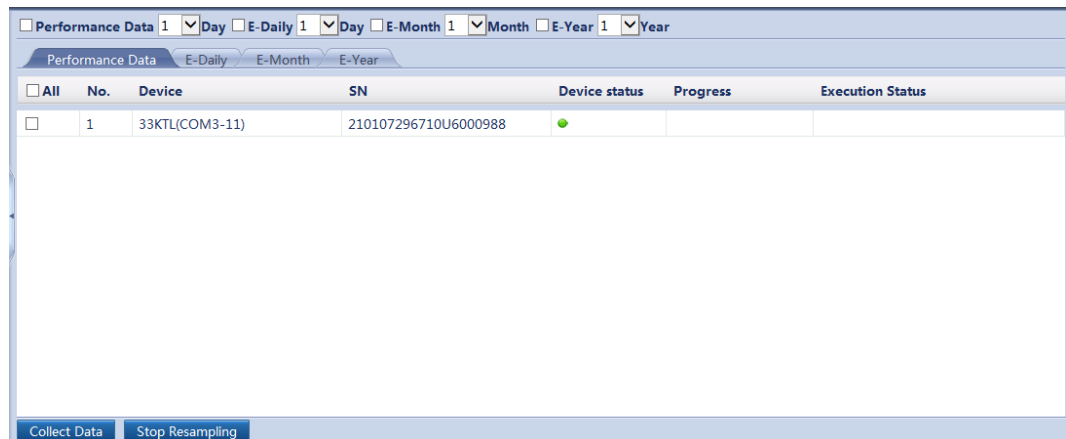 Performance Data 1 Day E-Daily 1 Day E-Month 1 Month E-Year 1 Year
Performance Data E-Daily E-Month E-Year
All No. Device SN Device status Progress Execution Status
1 33KTL(COM3-11) 210107296710U6000988
Collect Data Stop Resampling